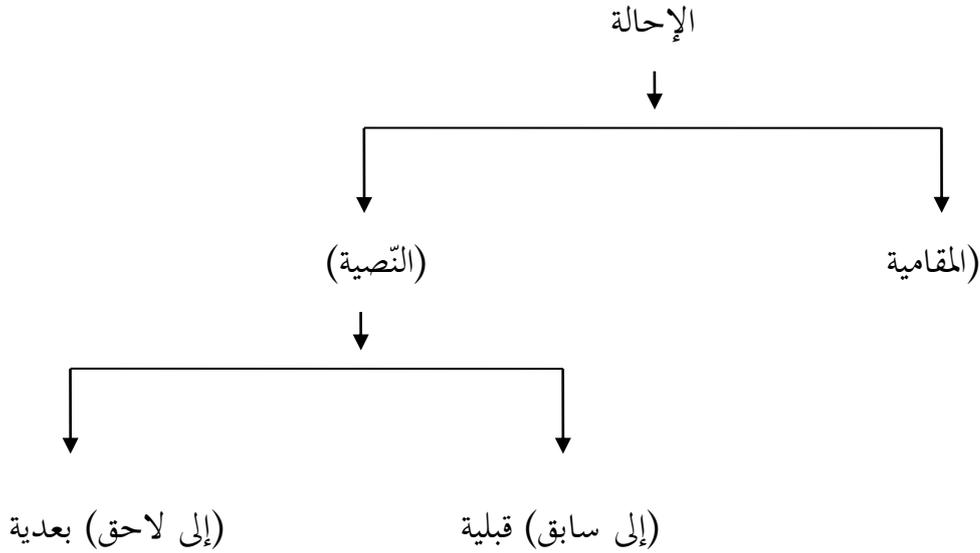 الإحالة
(المقامية (النّصية)
(إلى سابق) قبلية (إلى لاحق) بعدية